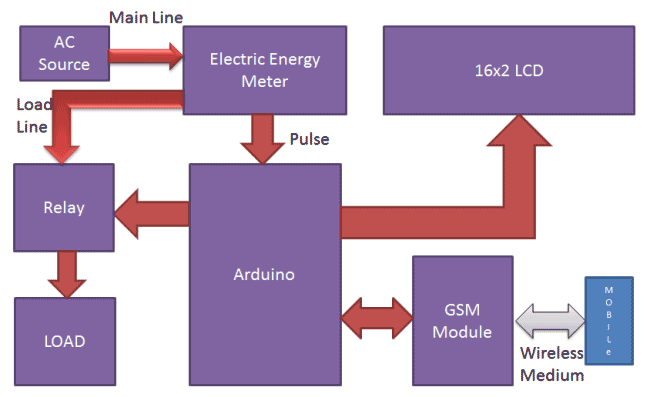 Main Line
AC
Source
Electric Energy
Meter
16x2 LCD
Load
Line
Pulse
Relay
Arduino
GSM
Module
LOAD
M
O
B
I
L
e
Wireless
Medium